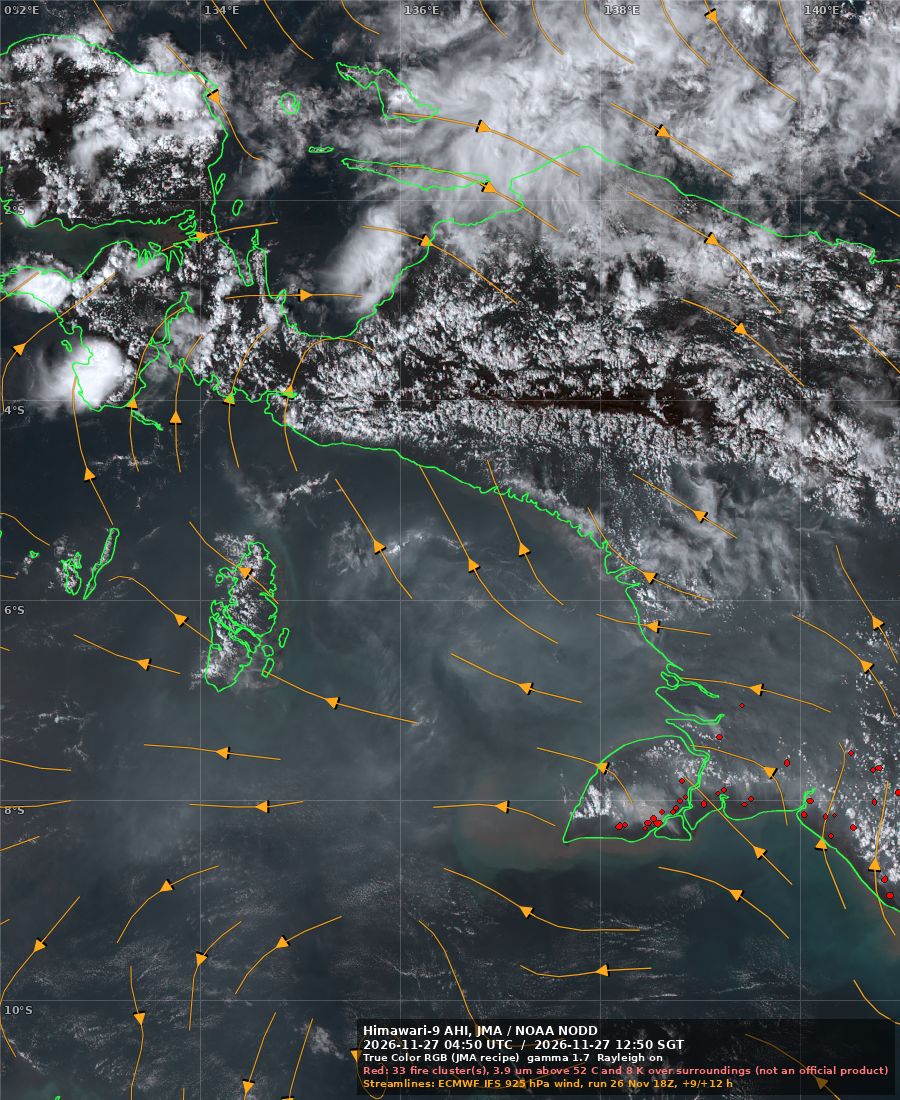 092°E 134°E 136°E 138°E 140°E
2°S
4°S
6°S
8°S
10°S
Himawari-9 AHI, JMA / NOAA NODD
2026-11-27 04:50 UTC / 2026-11-27 12:50 SGT
True Color RGB (JMA recipe) gamma 1.7 Rayleigh on
Red: 33 fire cluster(s), 3.9 um above 52 C and 8 K over surroundings (not an official product)
Streamlines: ECMWF IFS 925 hPa wind, run 26 Nov 18Z, +9/+12 h